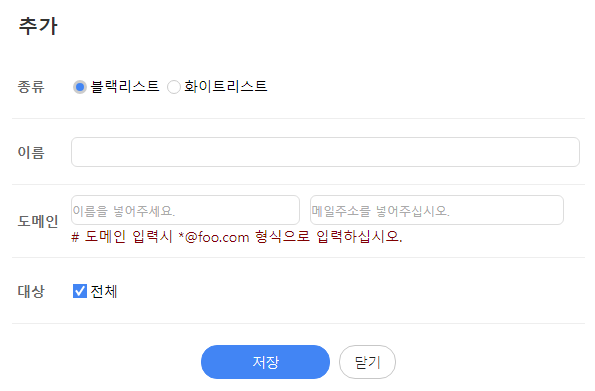 추가
종류 블랙리스트 화이트리스트
이름
도메인 이름을 넣어주세요. 메일주소를 넣어주십시오.
# 도메인 입력시 *@foo.com 형식으로 입력하십시오.
대상 전체
저장 닫기